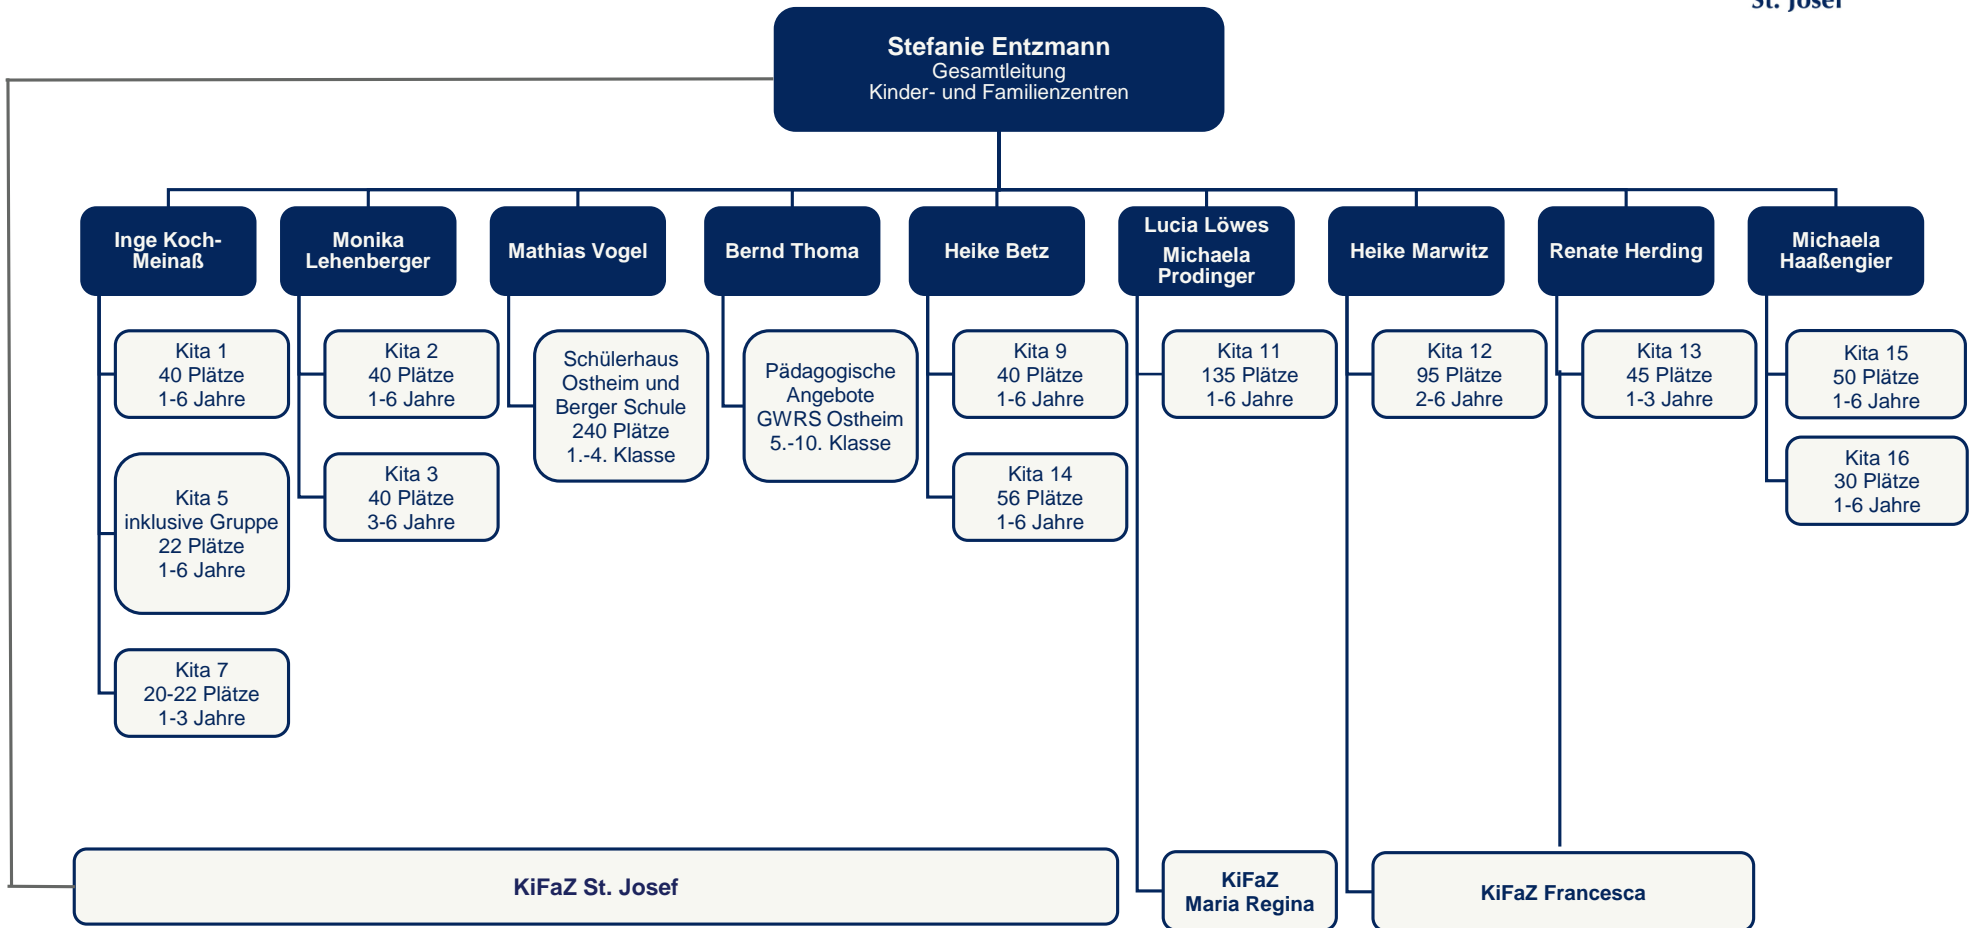 St. Josef
Stefanie Entzmann
Gesamtleitung
Kinder- und Familienzentren
Inge Koch-
Meinaß
Monika
Lehenberger
Mathias Vogel
Bernd Thoma
Heike Betz
Lucia Löwes
Michaela
Prodinger
Heike Marwitz
Renate Herding
Michaela
Haaßengier
Kita 1
40 Plätze
1-6 Jahre
Kita 5
inklusive Gruppe
22 Plätze
1-6 Jahre
Kita 7
20-22 Plätze
1-3 Jahre
Kita 2
40 Plätze
1-6 Jahre
Kita 3
40 Plätze
3-6 Jahre
Schülerhaus
Ostheim und
Berger Schule
240 Plätze
1.-4. Klasse
Pädagogische
Angebote
GWRS Ostheim
5.-10. Klasse
Kita 9
40 Plätze
1-6 Jahre
Kita 14
56 Plätze
1-6 Jahre
Kita 11
135 Plätze
1-6 Jahre
Kita 12
95 Plätze
2-6 Jahre
Kita 13
45 Plätze
1-3 Jahre
Kita 15
50 Plätze
1-6 Jahre
Kita 16
30 Plätze
1-6 Jahre
KiFaZ St. Josef
KiFaZ
Maria Regina
KiFaZ Francesca